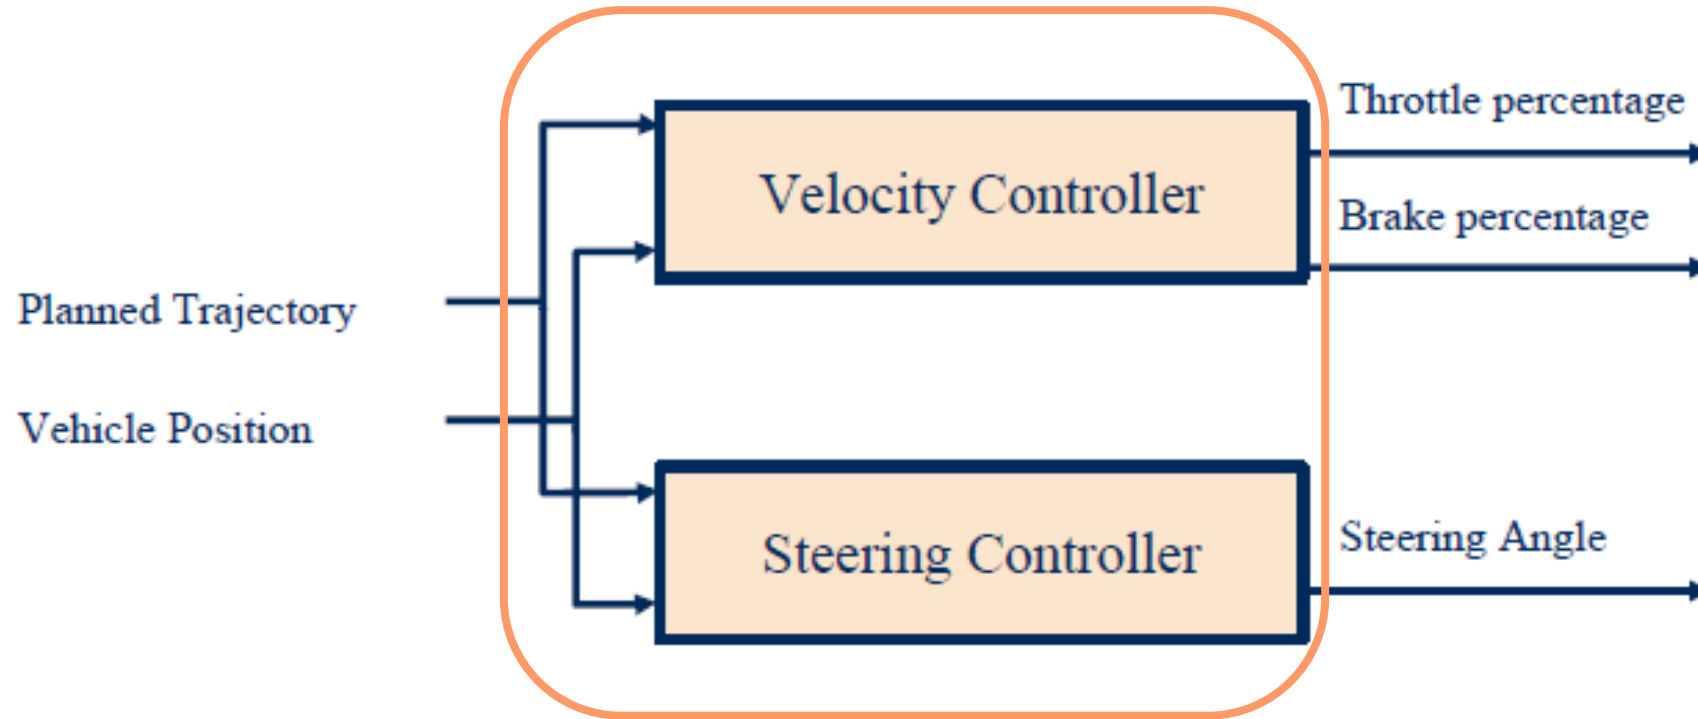 Throttle percentage
Velocity Controller
Brake percentage
Planned Trajectory
Vehicle Position
Steering Controller
Steering Angle